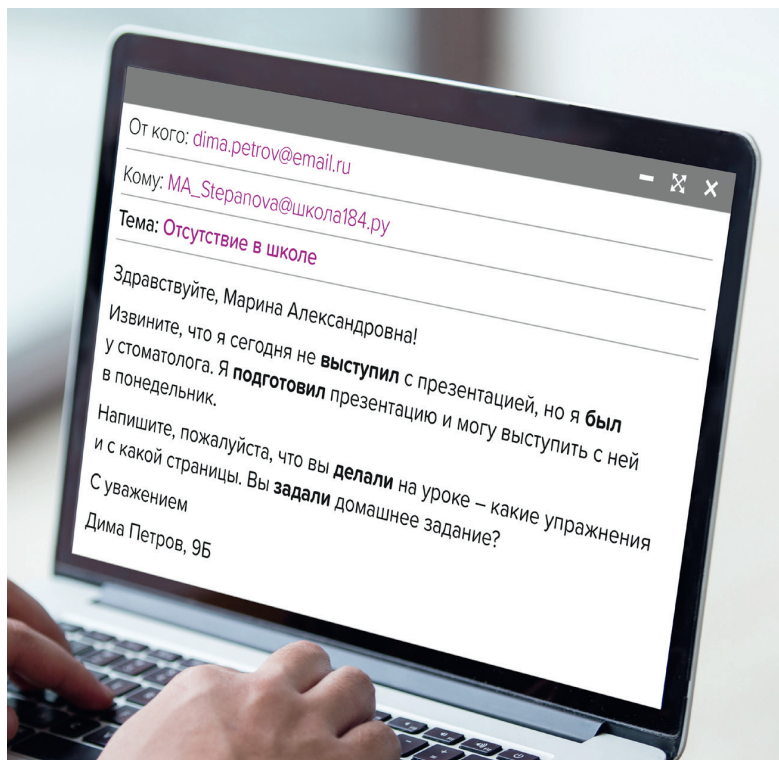 От кого: dima.petrov@email.ru
Кому: MA_Stepanova@школа184.ру
Тема: Отсутствие в школе
Здравствуйте, Марина Александровна!
Извините, что я сегодня не выступил с презентацией, но я был
у стоматолога. Я подготовил презентацию и могу выступить с ней
в понедельник.
Напишите, пожалуйста, что вы делали на уроке – какие упражнения
и с какой страницы. Вы задали домашнее задание?
С уважением
Дима Петров, 9Б